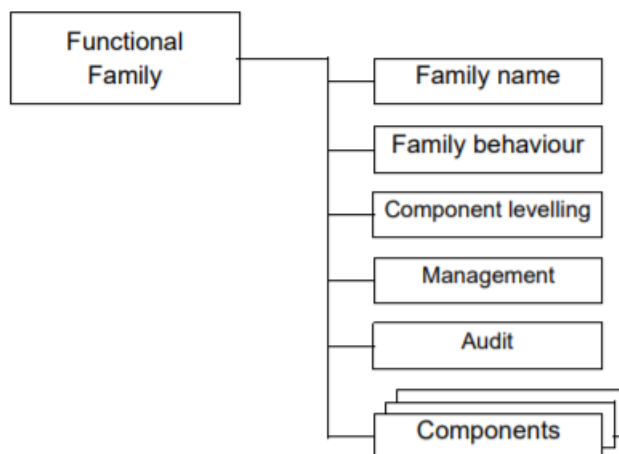 Functional
Family
Family name
Family behaviour
Component levelling
Management
Audit
Components